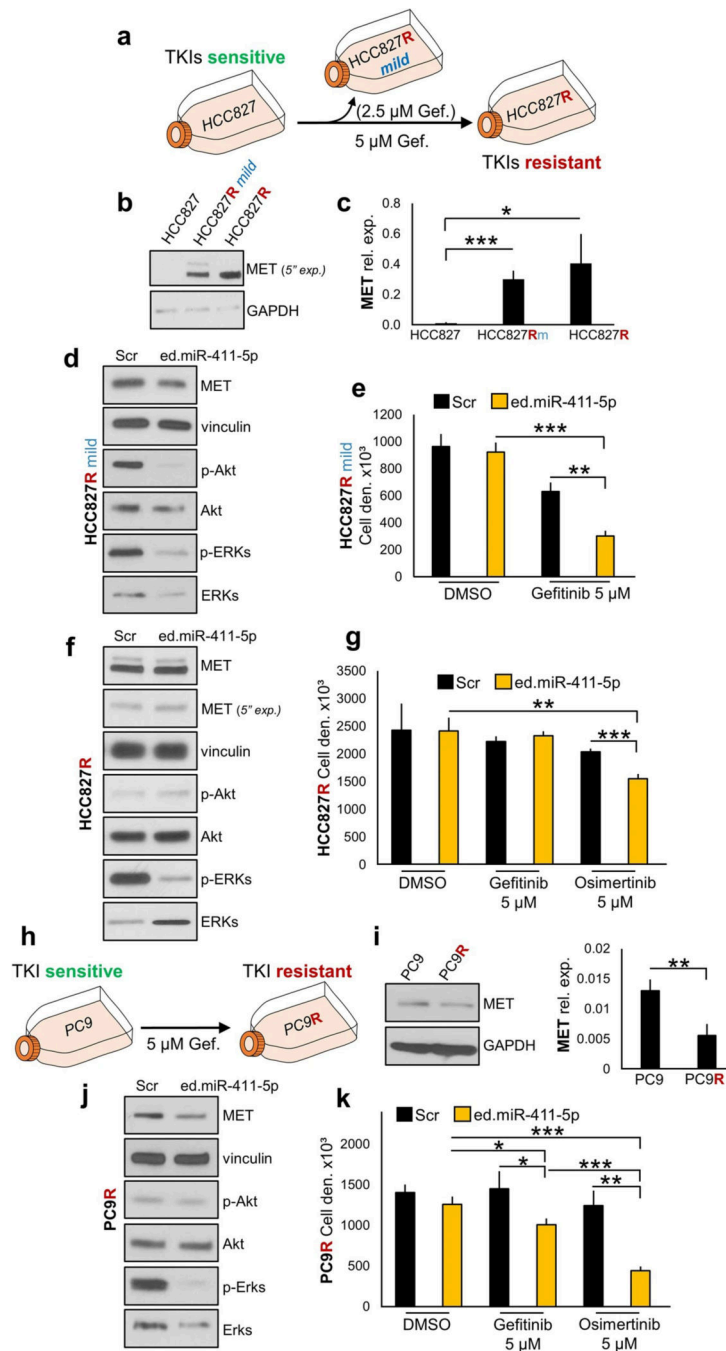 a
TKIs sensitive
HCC827
HCC827R
mild
(2.5 µM Gef.)
5 µM Gef.
HCC827R
TKIs resistant
b
HCC827
HCC827R mild
HCC827R
MET (5" exp.)
GAPDH
c
MET rel. exp.
0.8
0.6
0.4
0.2
0.0
*
***
HCC827 HCC827Rm HCC827R
d
Scr ed.miR-411-5p
HCC827R mild
MET
vinculin
p-Akt
Akt
p-ERKs
ERKs
e
Scr ed.miR-411-5p
HCC827R mild
Cell den. x10³
1000
800
600
400
200
0
***
**
DMSO Gefitinib 5 µM
f
Scr ed.miR-411-5p
HCC827R
MET
MET (5" exp.)
vinculin
p-Akt
Akt
p-ERKs
ERKs
g
Scr ed.miR-411-5p
HCC827R Cell den. x10³
3500
3000
2500
2000
1500
1000
500
0
**
***
DMSO Gefitinib Osimertinib
5 µM 5 µM
h
TKI sensitive
PC9
5 µM Gef.
TKI resistant
PC9R
i
PC9 PC9R
MET
GAPDH
MET rel. exp.
0.02
0.015
0.01
0.005
0
**
PC9 PC9R
j
Scr ed.miR-411-5p
PC9R
MET
vinculin
p-Akt
Akt
p-Erks
Erks
k
Scr ed.miR-411-5p
PC9R Cell den. x10³
2000
1500
1000
500
0
***
*
* ***
**
DMSO Gefitinib Osimertinib
5 µM 5 µM